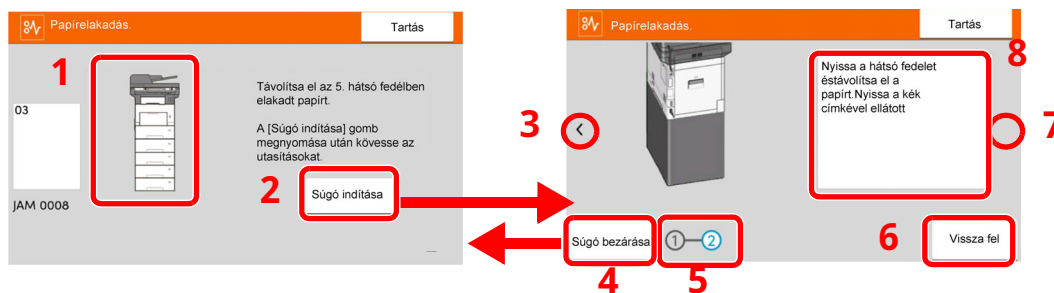 Papírelakadás.
Tartás
1
03
Távolítsa el az 5. hátsó fedélben
elakadt papírt.
A [Súgó indítása] gomb
megnyomása után kövesse az
utasításokat.
2
Súgó indítása
JAM 0008
Papírelakadás.
Tartás
8
Nyissa a hátsó fedelet
éstávolítsa el a
papírt.Nyissa a kék
címkével ellátott
3
<
7
Súgó bezárása
1 2
6
Vissza fel
4
5